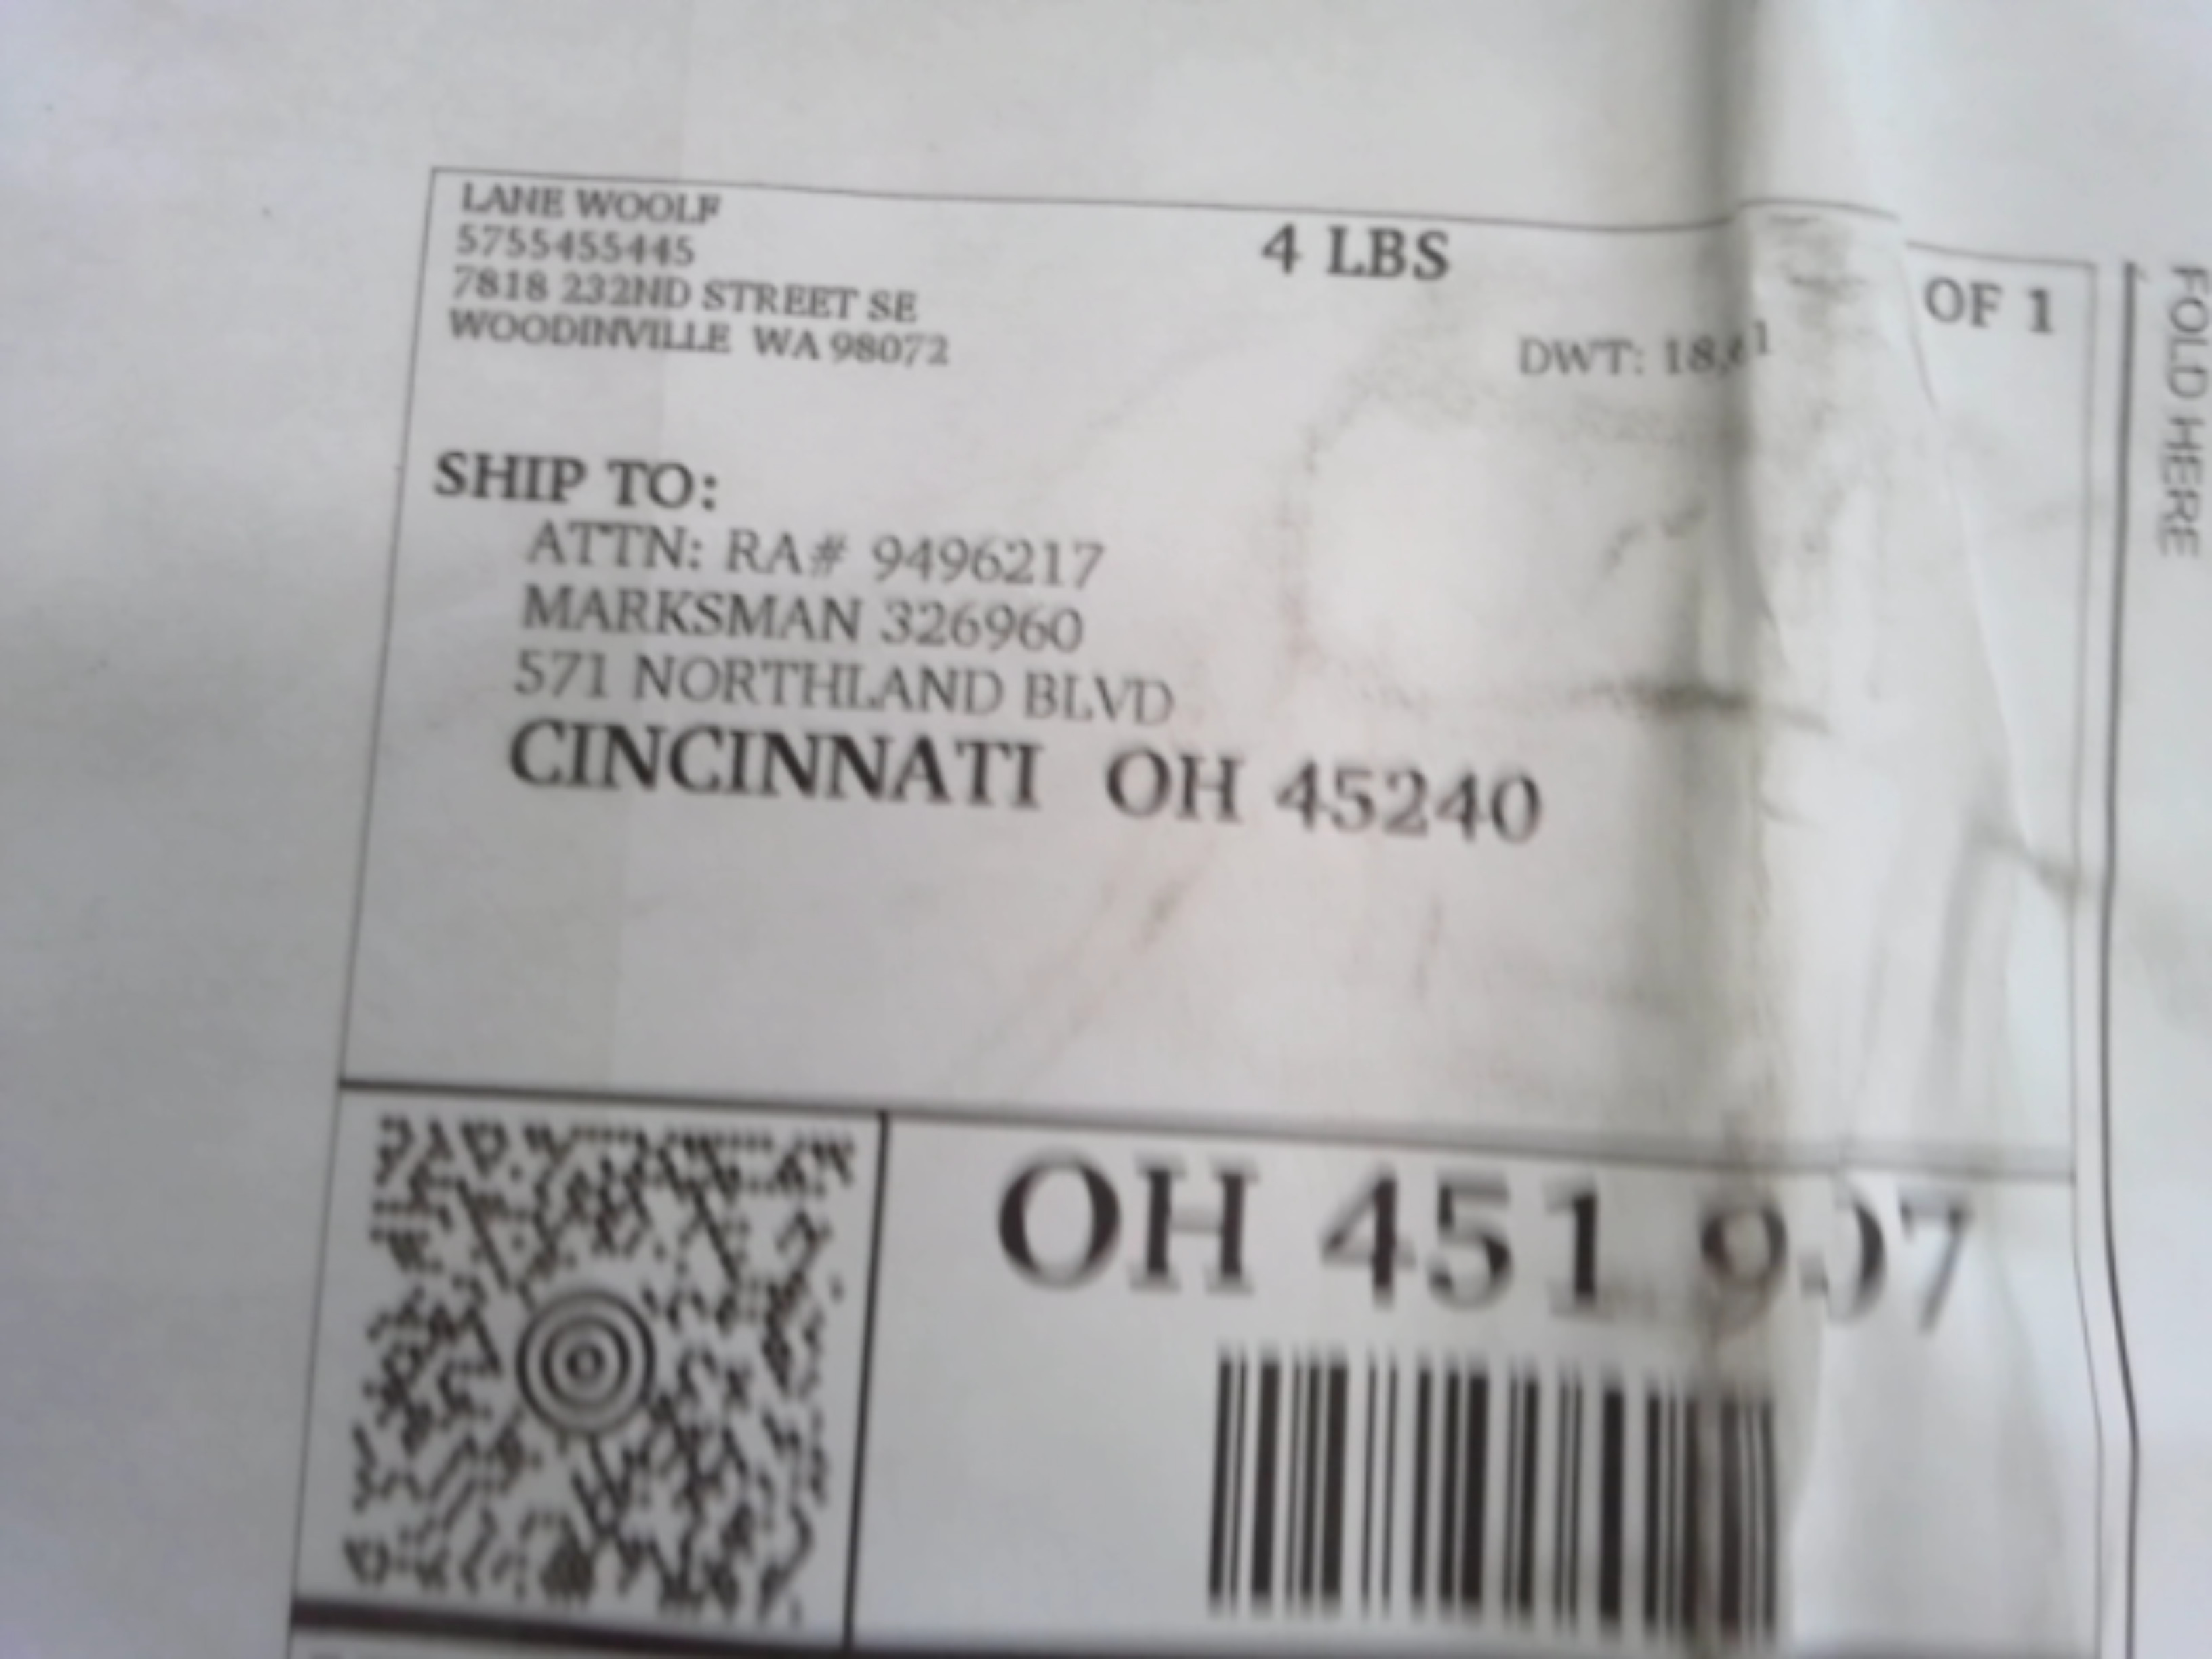 LANE WOOLF
5755455445
7818 232ND STREET SE
WOODINVILLE WA 98072
4 LBS
OF 1
DWT:
SHIP TO:
ATTN: RA# 9496217
MARKSMAN 326960
571 NORTHLAND BLVD
CINCINNATI OH 45240
OH 451
FOLD HERE